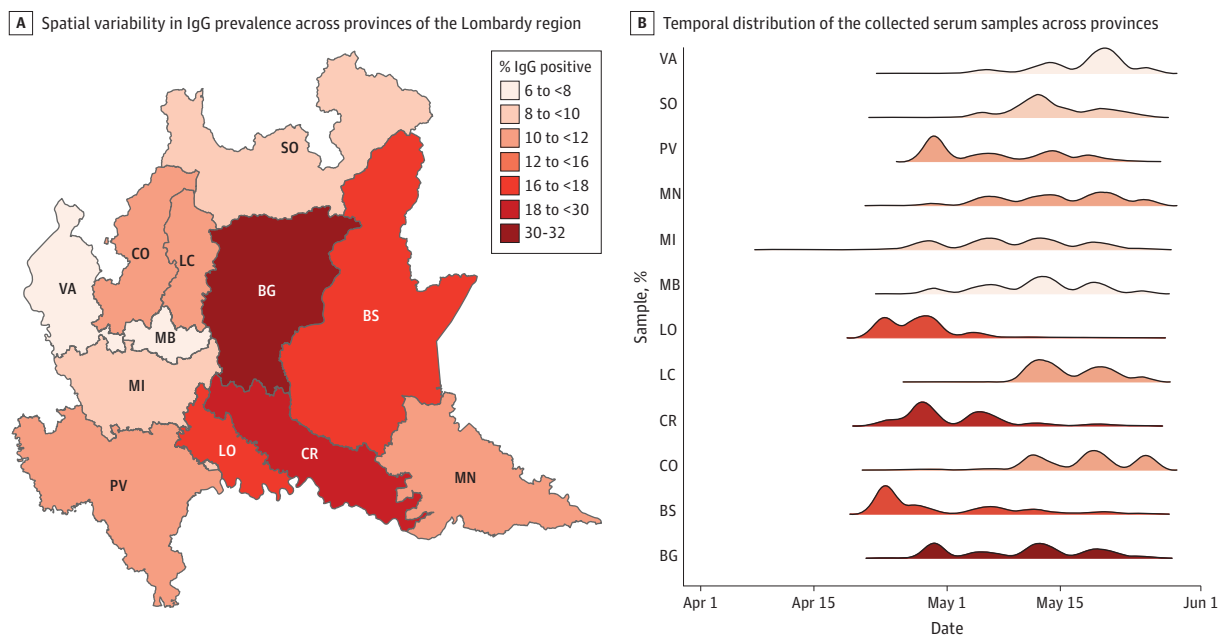 A Spatial variability in IgG prevalence across provinces of the Lombardy region
% IgG positive
6 to <8
8 to <10
10 to <12
12 to <16
16 to <18
18 to <30
30-32
SO
CO
LC
VA
BG
BS
MB
MI
LO
CR
PV
MN
B Temporal distribution of the collected serum samples across provinces
Sample, %
VA
SO
PV
MN
MI
MB
LO
LC
CR
CO
BS
BG
Apr 1 Apr 15 May 1 May 15 Jun 1
Date